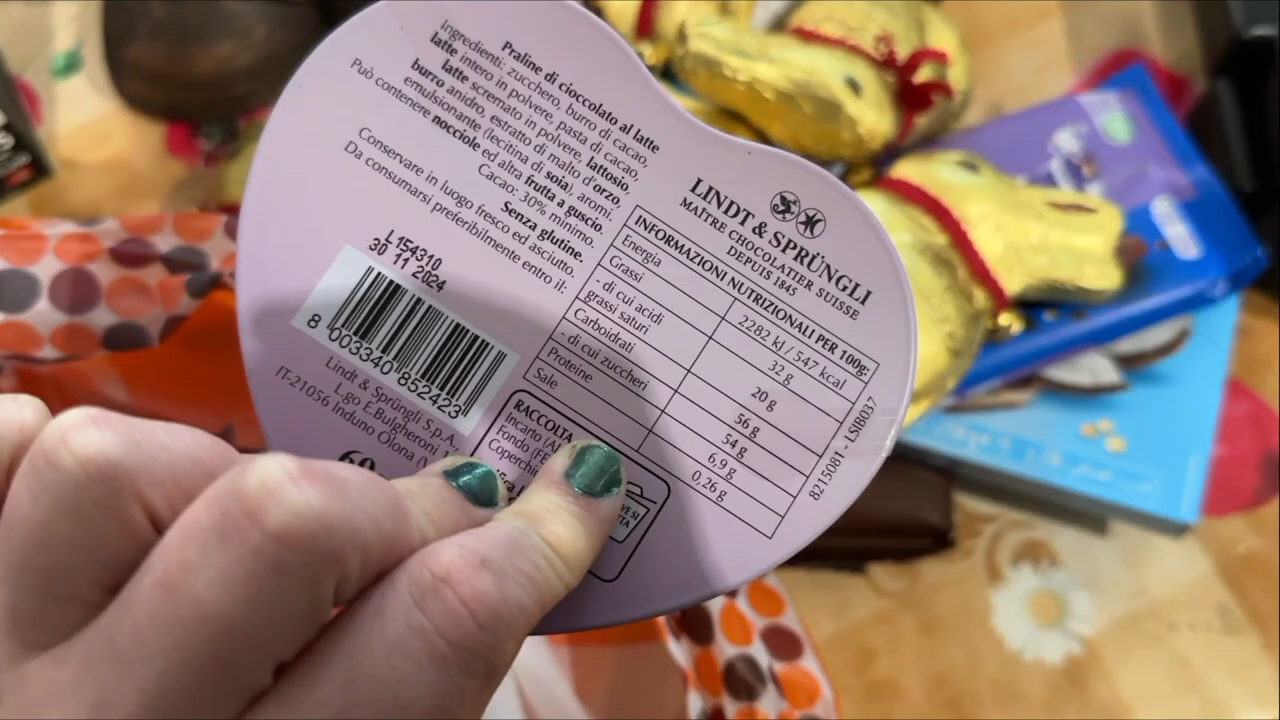 Praline di cioccolato al latte
Ingredienti: zucchero, burro di cacao,
latte intero in polvere, pasta di cacao,
latte scremato in polvere, lattosio,
burro anidro, estratto di malto d'orzo,
emulsionante (lecitina di soia), aromi.
Può contenere nocciole ed altra frutta a guscio.
Cacao: 30% minimo.
Senza glutine.
Conservare in luogo fresco ed asciutto.
Da consumarsi preferibilmente entro il:
L 154310
30 11 2024
8 003340 852423
Lindt & Sprüngli S.p.A.,
L.go E.Bulgheroni 1
IT-21056 Induno Olona (
LINDT & SPRÜNGLI
MAÎTRE CHOCOLATIER SUISSE
DEPUIS 1845
INFORMAZIONI NUTRIZIONALI PER 100g:
Energia 2282 kJ / 547 kcal
Grassi 32 g
- di cui acidi grassi saturi 20 g
Carboidrati 56 g
- di cui zuccheri 54 g
Proteine 6,9 g
Sale 0,26 g
RACCOLTA
Incarto
Fondo
8215081 - LSIB037